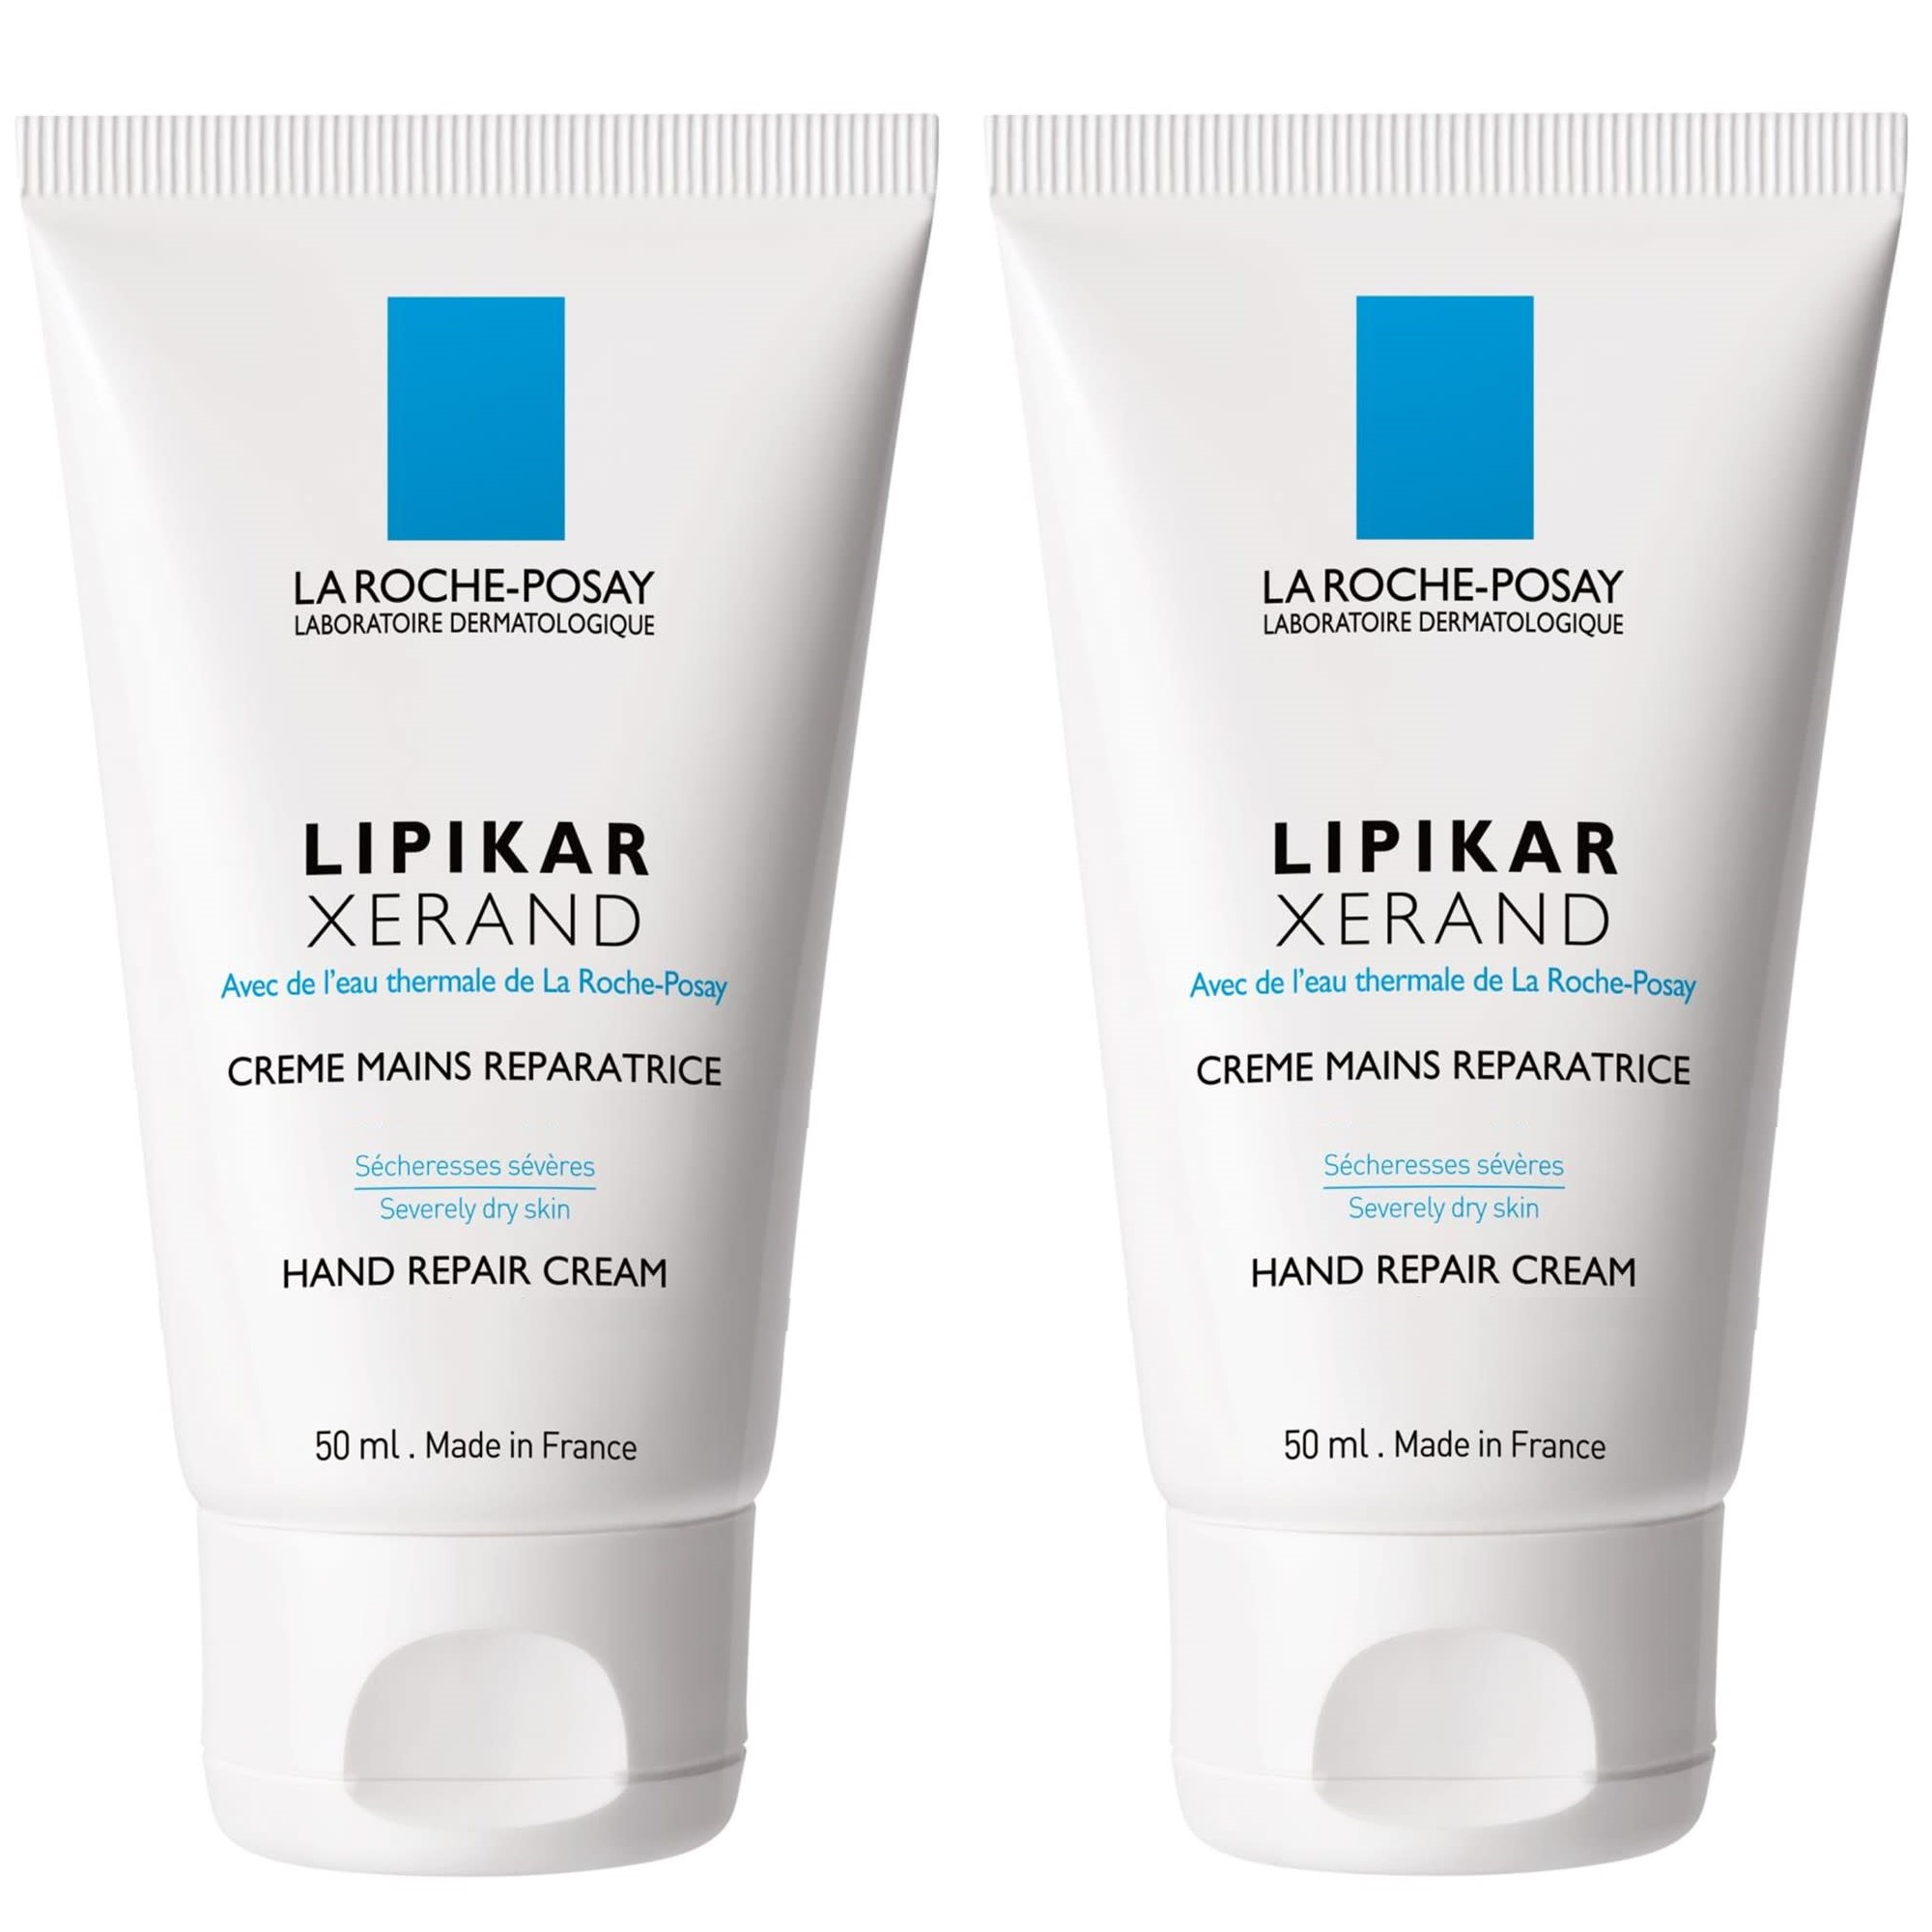 LA ROCHE-POSAY
LABORATOIRE DERMATOLOGIQUE
LIPIKAR
XERAND
Avec de l'eau thermale de La Roche-Posay
CREME MAINS REPARATRICE
Sécheresses sévères
Severely dry skin
HAND REPAIR CREAM
50 ml . Made in France
LA ROCHE-POSAY
LABORATOIRE DERMATOLOGIQUE
LIPIKAR
XERAND
Avec de l'eau thermale de La Roche-Posay
CREME MAINS REPARATRICE
Sécheresses sévères
Severely dry skin
HAND REPAIR CREAM
50 ml . Made in France